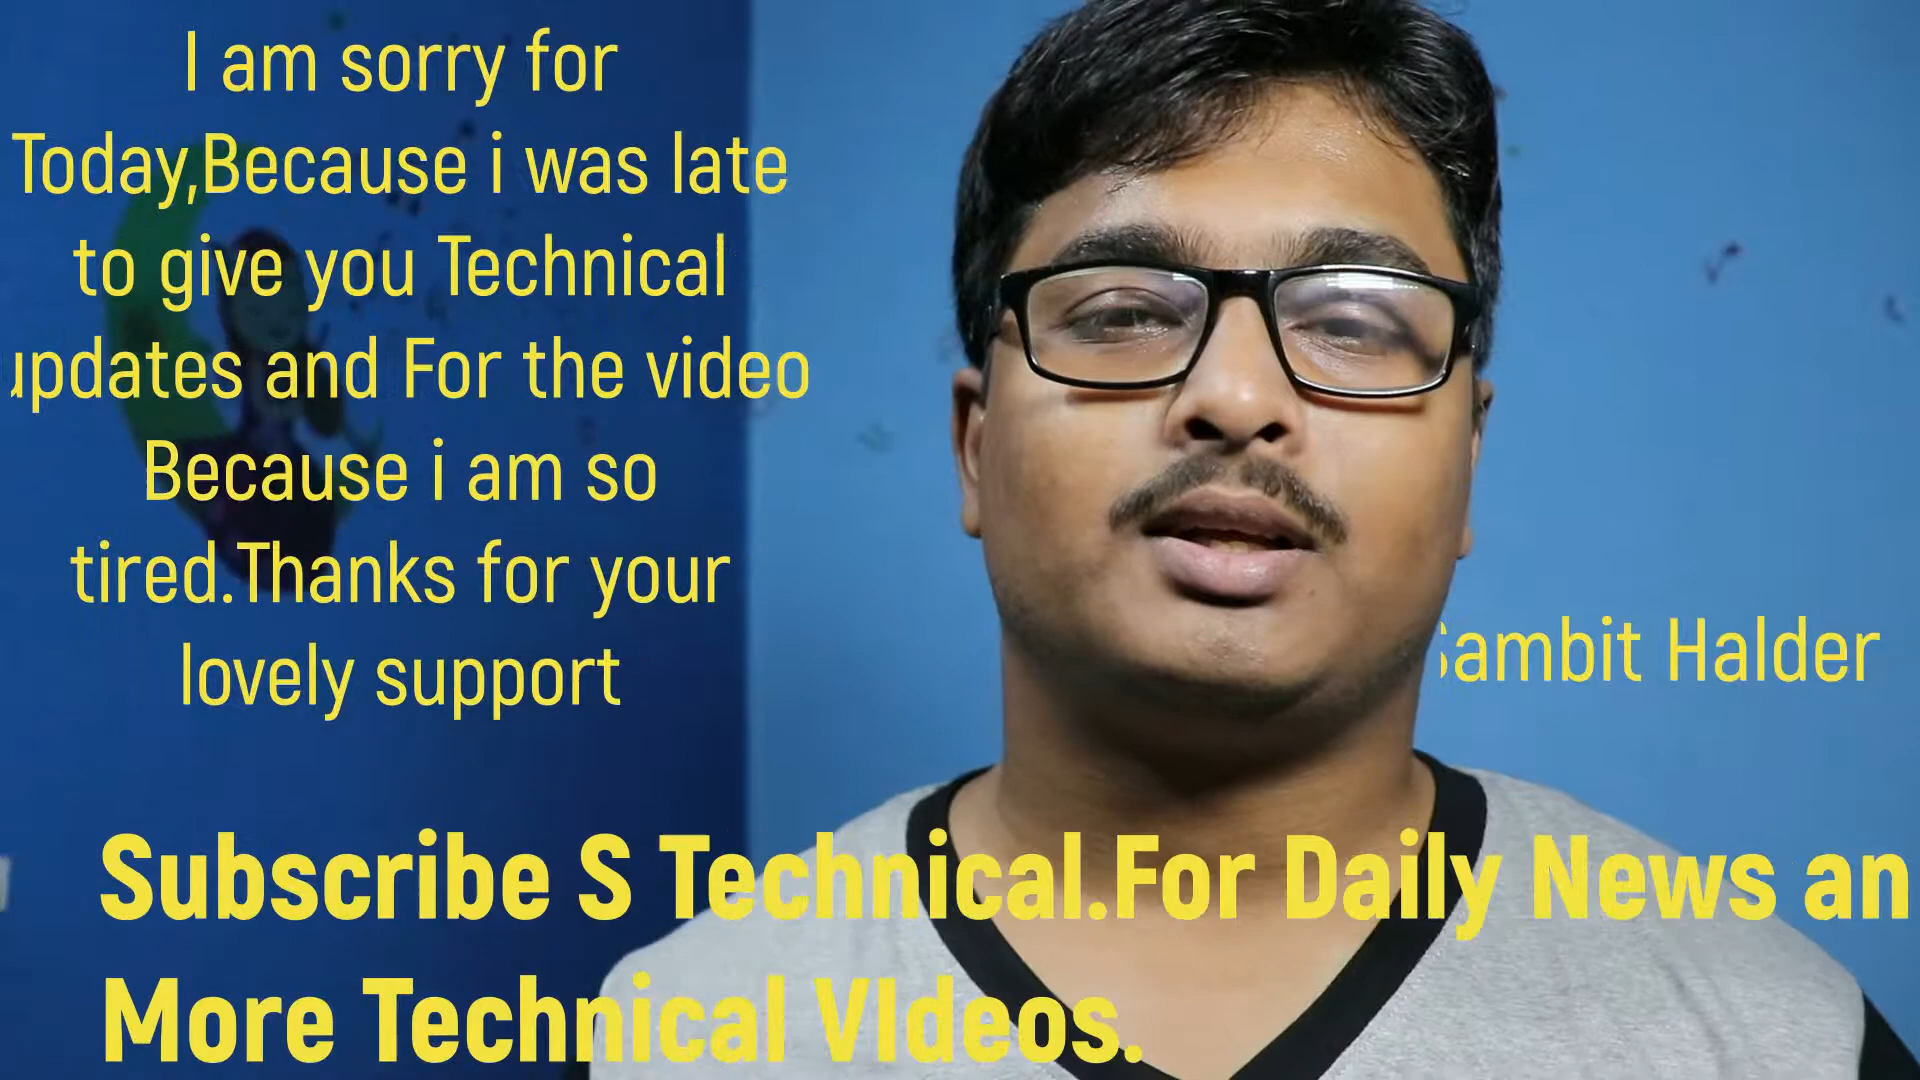 I am sorry for
Today,Because i was late
to give you Technical
updates and For the video
Because i am so
tired.Thanks for your
lovely support
Sambit Halder
Subscribe S Technical.For Daily News an
More Technical VIdeos.